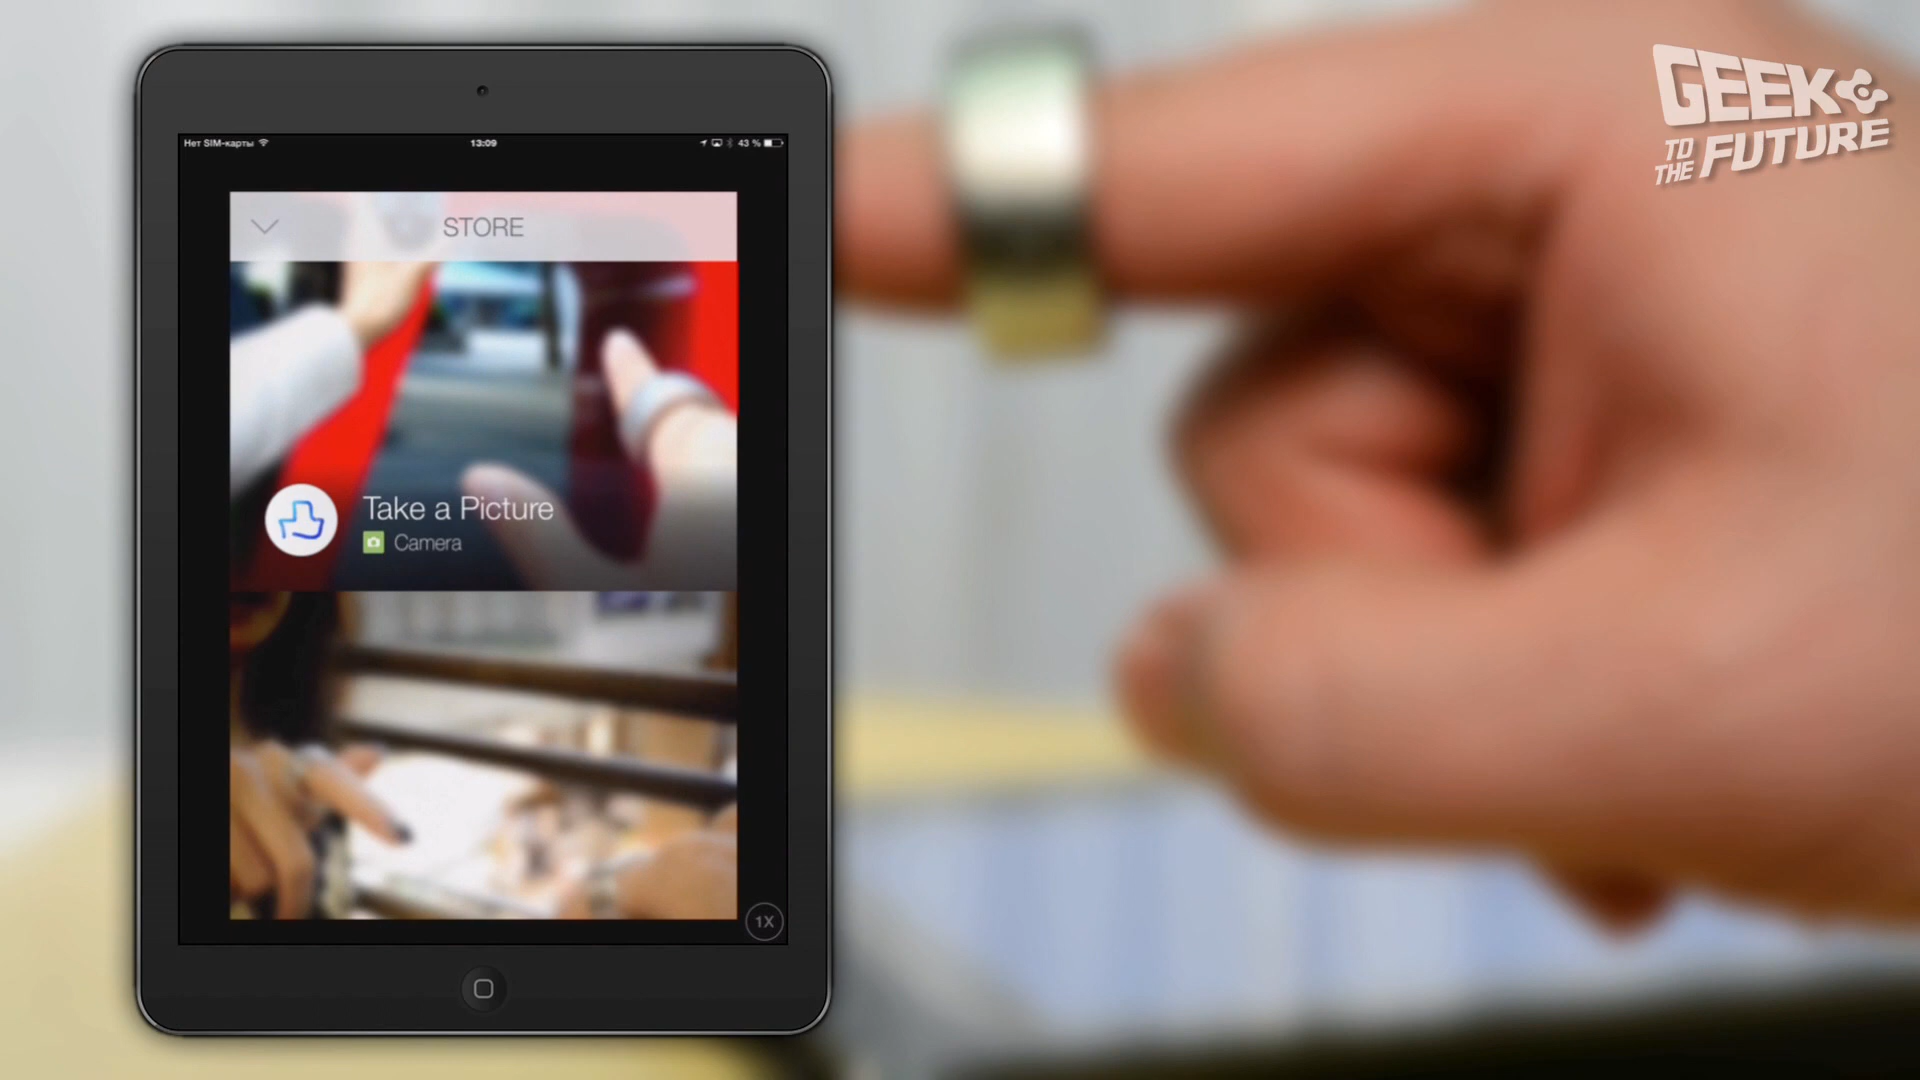 GEEK
TO THE FUTURE
Нет SIM-карты
13:09
43 %
STORE
Take a Picture
Camera
1X